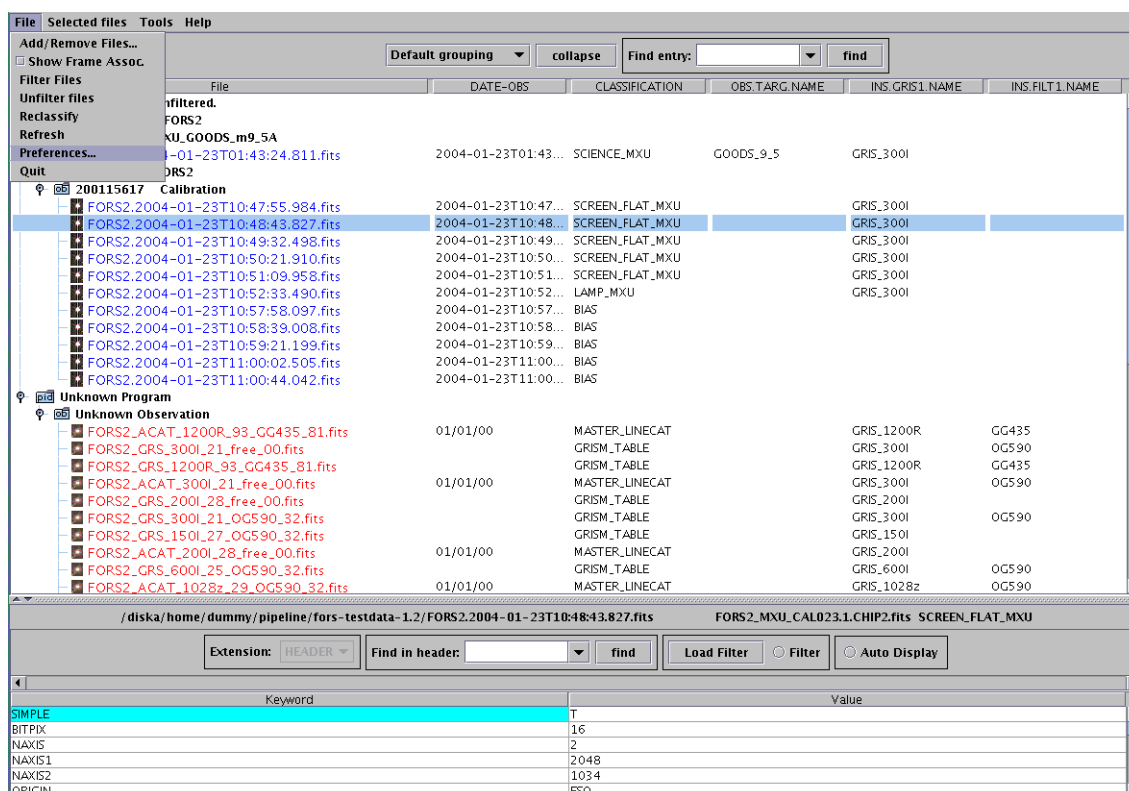 File Selected files Tools Help
Add/Remove Files...
Show Frame Assoc.
Filter Files
Unfilter files
Reclassify
Refresh
Preferences...
Quit
Default grouping collapse Find entry: find
File DATE-OBS CLASSIFICATION OBS.TARG.NAME INS.GRIS1.NAME INS.FILT1.NAME
nfiltered.
FORS2
XU_GOODS_m9_5A
4-01-23T01:43:24.811.fits 2004-01-23T01:43... SCIENCE_MXU GOODS_9_5 GRIS_300I
ORS2
ob 200115617 Calibration
FORS2.2004-01-23T10:47:55.984.fits 2004-01-23T10:47... SCREEN_FLAT_MXU GRIS_300I
FORS2.2004-01-23T10:48:43.827.fits 2004-01-23T10:48... SCREEN_FLAT_MXU GRIS_300I
FORS2.2004-01-23T10:49:32.498.fits 2004-01-23T10:49... SCREEN_FLAT_MXU GRIS_300I
FORS2.2004-01-23T10:50:21.910.fits 2004-01-23T10:50... SCREEN_FLAT_MXU GRIS_300I
FORS2.2004-01-23T10:51:09.958.fits 2004-01-23T10:51... SCREEN_FLAT_MXU GRIS_300I
FORS2.2004-01-23T10:52:33.490.fits 2004-01-23T10:52... LAMP_MXU GRIS_300I
FORS2.2004-01-23T10:57:58.097.fits 2004-01-23T10:57... BIAS
FORS2.2004-01-23T10:58:39.008.fits 2004-01-23T10:58... BIAS
FORS2.2004-01-23T10:59:21.199.fits 2004-01-23T10:59... BIAS
FORS2.2004-01-23T11:00:02.505.fits 2004-01-23T11:00... BIAS
FORS2.2004-01-23T11:00:44.042.fits 2004-01-23T11:00... BIAS
pid Unknown Program
ob Unknown Observation
FORS2_ACAT_1200R_93_GG435_81.fits 01/01/00 MASTER_LINECAT GRIS_1200R GG435
FORS2_GRS_300I_21_free_00.fits GRISM_TABLE GRIS_300I OG590
FORS2_GRS_1200R_93_GG435_81.fits GRISM_TABLE GRIS_1200R GG435
FORS2_ACAT_300I_21_free_00.fits 01/01/00 MASTER_LINECAT GRIS_300I OG590
FORS2_GRS_200I_28_free_00.fits GRISM_TABLE GRIS_200I
FORS2_GRS_300I_21_OG590_32.fits GRISM_TABLE GRIS_300I OG590
FORS2_GRS_150I_27_OG590_32.fits GRISM_TABLE GRIS_150I
FORS2_ACAT_200I_28_free_00.fits 01/01/00 MASTER_LINECAT GRIS_200I
FORS2_GRS_600I_25_OG590_32.fits GRISM_TABLE GRIS_600I OG590
FORS2_ACAT_1028z_29_OG590_32.fits 01/01/00 MASTER_LINECAT GRIS_1028z OG590
/diska/home/dummy/pipeline/fors-testdata-1.2/FORS2.2004-01-23T10:48:43.827.fits FORS2_MXU_CAL023.1.CHIP2.fits SCREEN_FLAT_MXU
Extension: HEADER Find in header: find Load Filter Filter Auto Display
Keyword Value
SIMPLE T
BITPIX 16
NAXIS 2
NAXIS1 2048
NAXIS2 1034
ORIGIN ESO